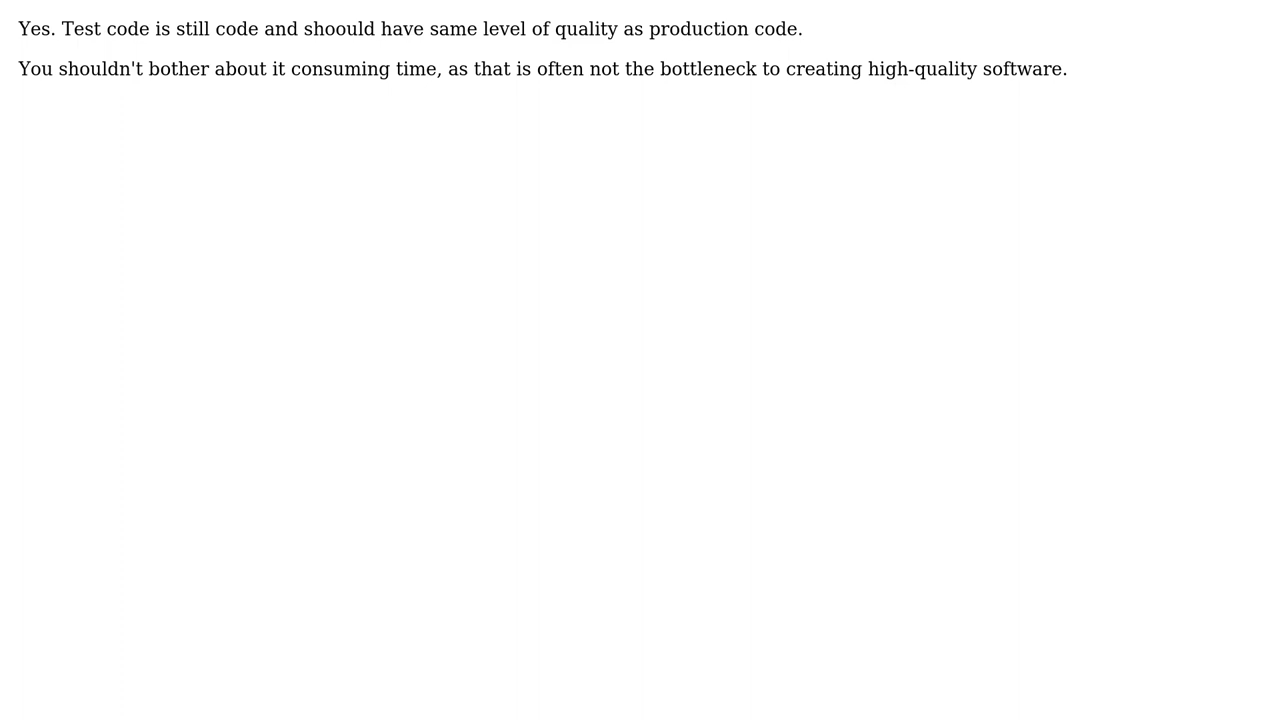 Yes. Test code is still code and shoould have same level of quality as production code.
You shouldn't bother about it consuming time, as that is often not the bottleneck to creating high-quality software.